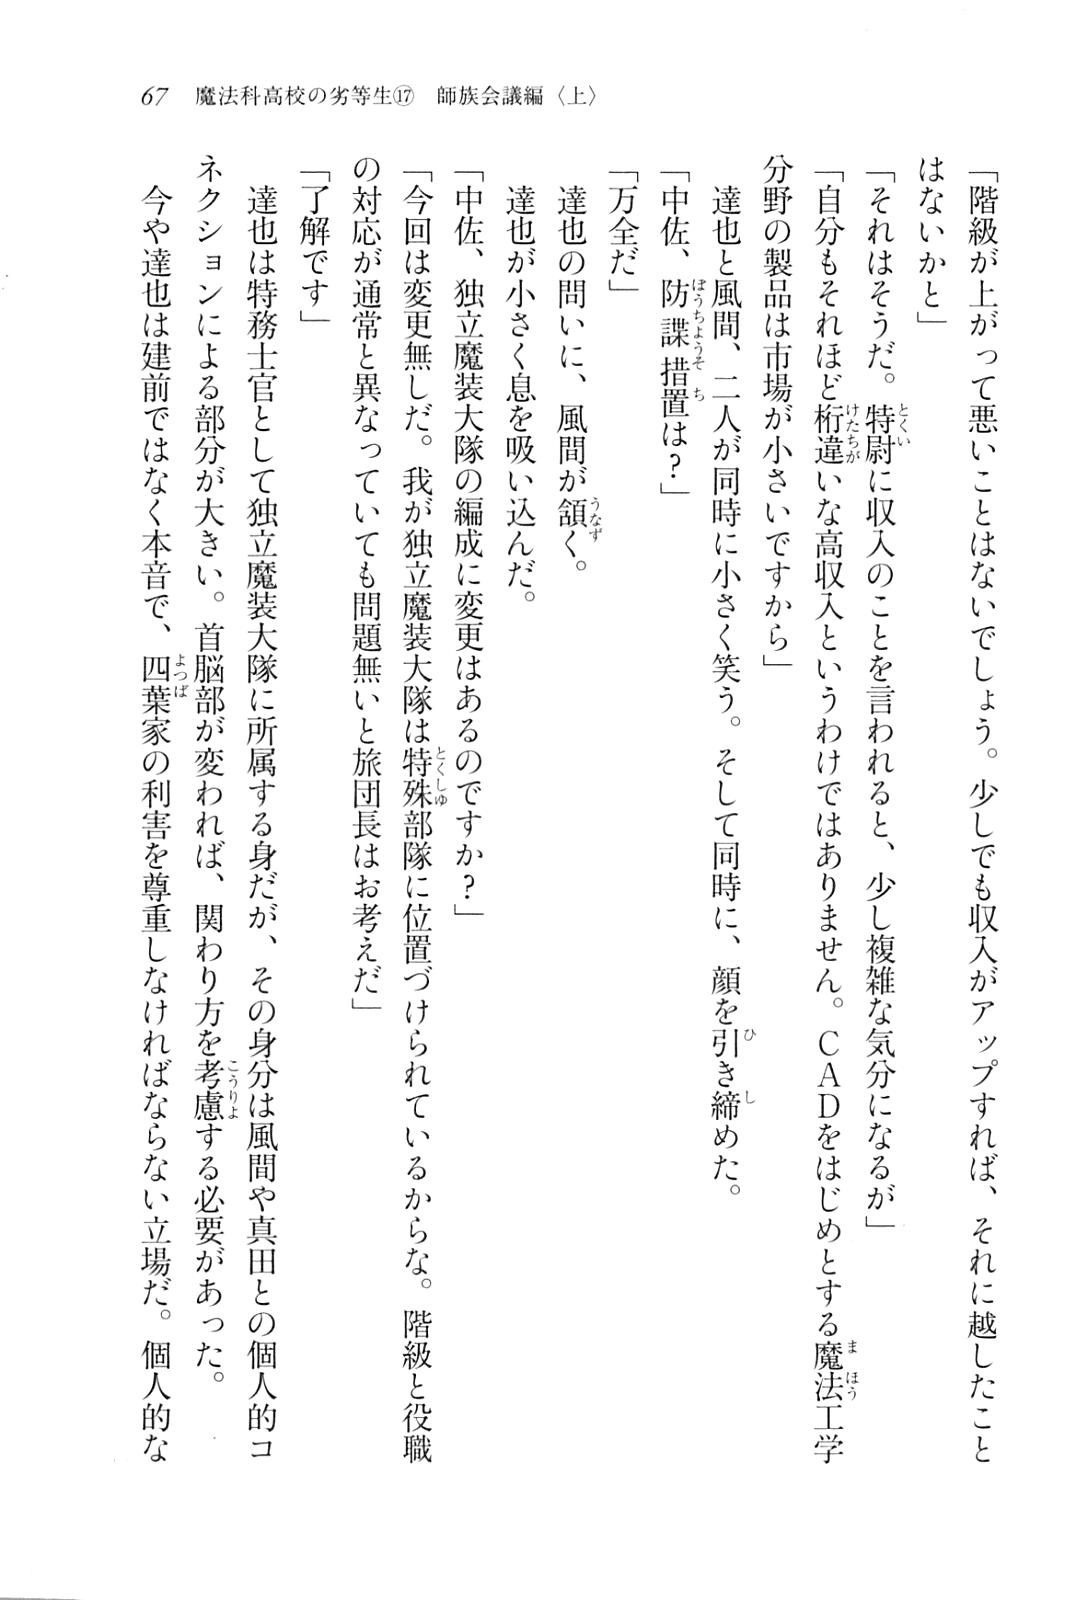 67　魔法科高校の劣等生⑰　師族会議編〈上〉
「階級が上がって悪いことはないでしょう。少しでも収入がアップすれば、それに越したこと
はないかと」
「それはそうだ。特尉に収入のことを言われると、少し複雑な気分になるが」
「自分もそれほど桁違いな高収入というわけではありません。ＣＡＤをはじめとする魔法工学
分野の製品は市場が小さいですから」
　達也と風間、二人が同時に小さく笑う。そして同時に、顔を引き締めた。
「中佐、防諜措置は？」
「万全だ」
　達也の問いに、風間が頷く。
　達也が小さく息を吸い込んだ。
「中佐、独立魔装大隊の編成に変更はあるのですか？」
「今回は変更無しだ。我が独立魔装大隊は特殊部隊に位置づけられているからな。階級と役職
の対応が通常と異なっていても問題無いと旅団長はお考えだ」
「了解です」
　達也は特務士官として独立魔装大隊に所属する身だが、その身分は風間や真田との個人的コ
ネクションによる部分が大きい。首脳部が変われば、関わり方を考慮する必要があった。
　今や達也は建前ではなく本音で、四葉家の利害を尊重しなければならない立場だ。個人的な